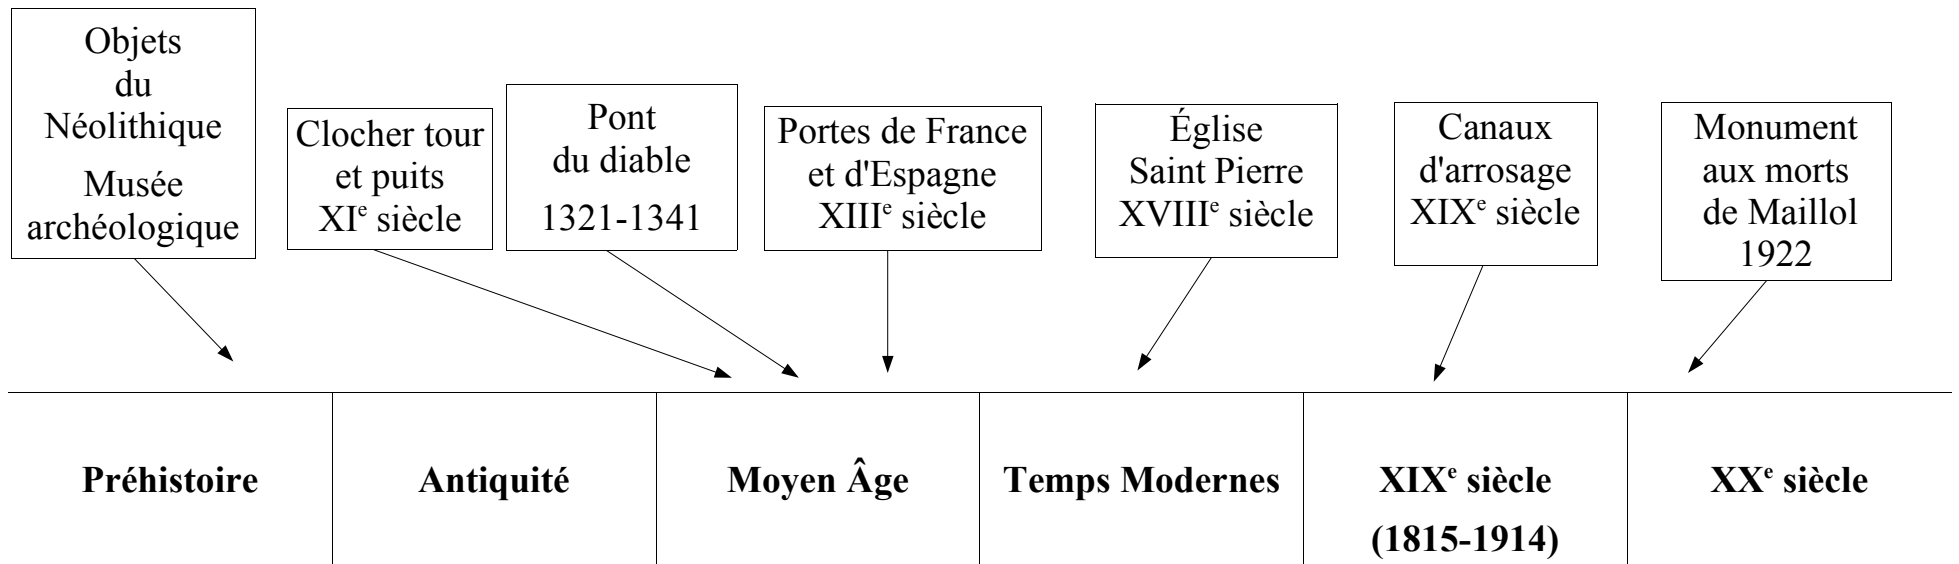 Objets
du
Néolithique
Musée
archéologique
Clocher tour
et puits
XIe siècle
Pont
du diable
1321-1341
Portes de France
et d'Espagne
XIIIe siècle
Église
Saint Pierre
XVIIIe siècle
Canaux
d'arrosage
XIXe siècle
Monument
aux morts
de Maillol
1922
Préhistoire
Antiquité
Moyen Âge
Temps Modernes
XIXe siècle
(1815-1914)
XXe siècle